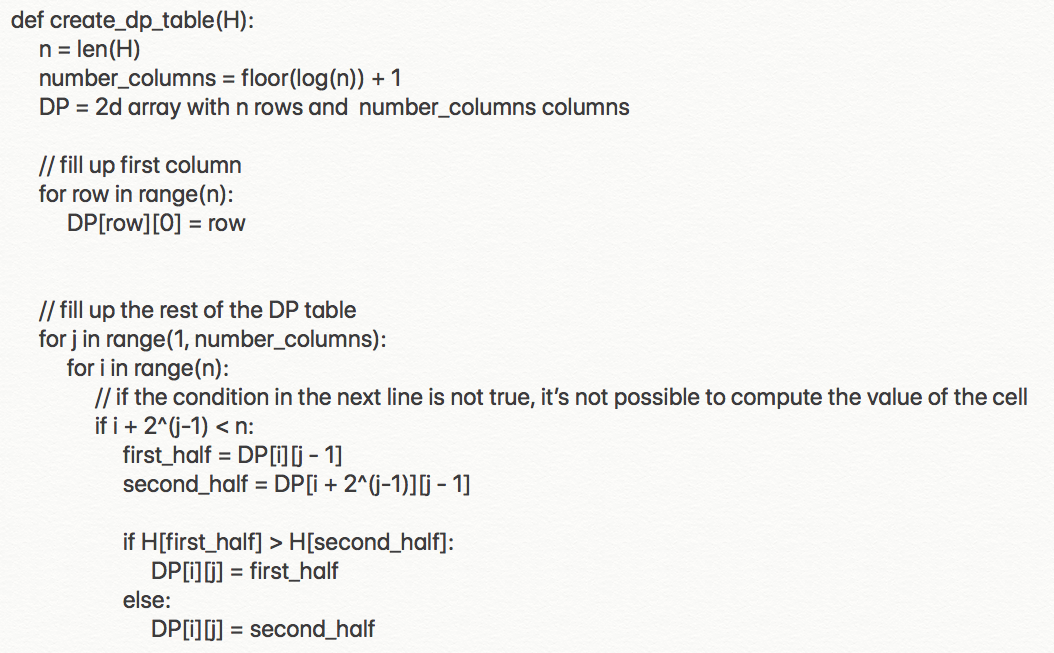 def create_dp_table(H):
n = len(H)
number_columns = floor(log(n)) + 1
DP = 2d array with n rows and  number_columns columns
// fill up first column
for row in range(n):
DP[row][0] = row
// fill up the rest of the DP table
for j in range(1, number_columns):
for i in range(n):
// if the condition in the next line is not true, it’s not possible to compute the value of the cell
if i + 2^(j-1) < n:
first_half = DP[i][j - 1]
second_half = DP[i + 2^(j-1)][j - 1]
if H[first_half] > H[second_half]:
DP[i][j] = first_half
else:
DP[i][j] = second_half